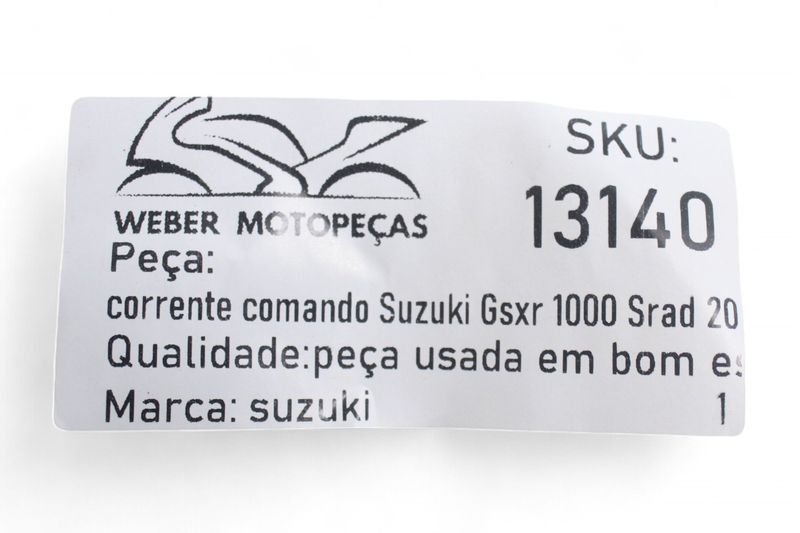 SKU:
13140
WEBER MOTOPEÇAS
Peça:
corrente comando Suzuki Gsxr 1000 Srad 20
Qualidade:peça usada em bom es
Marca: suzuki 1